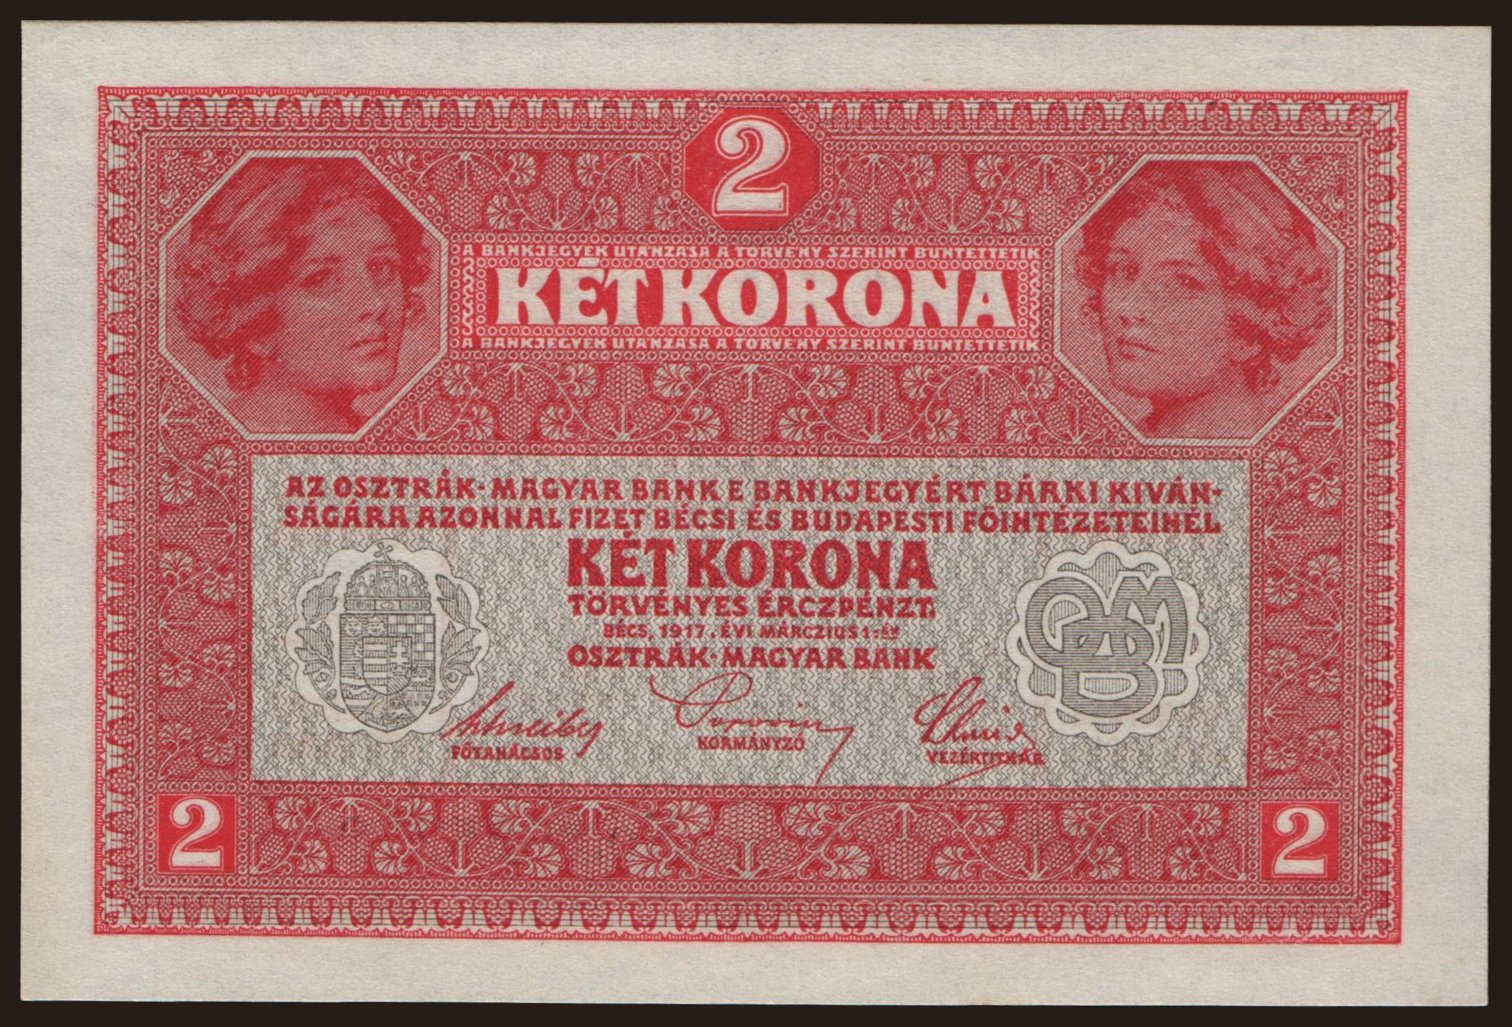 2
A BANKJEGYEK UTÁNZÁSA A TÖRVÉNY SZERINT BÜNTETTETIK
KÉT KORONA
A BANKJEGYEK UTÁNZÁSA A TÖRVÉNY SZERINT BÜNTETTETIK
AZ OSZTRÁK-MAGYAR BANK E BANKJEGYÉRT BÁRKI KIVÁN-
SÁGÁRA AZONNAL FIZET BÉCSI ÉS BUDAPESTI FŐINTÉZETEINÉL
KÉT KORONA
TÖRVÉNYES ÉRCZPÉNZT.
BÉCS, 1917. ÉVI MÁRCZIUS 1-ÉN
OSZTRÁK-MAGYAR BANK
FŐTANÁCSOS KORMÁNYZÓ VEZÉRTITKÁR
2 2